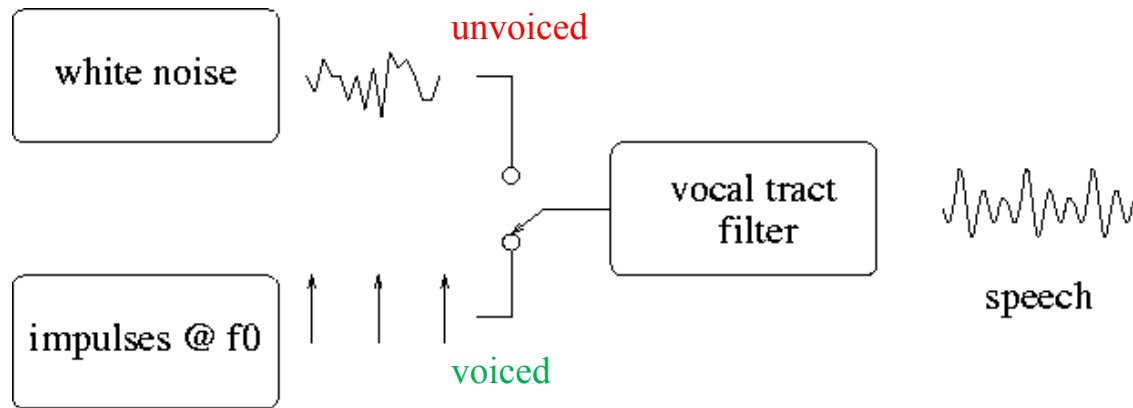 unvoiced
white noise
vocal tract
filter
speech
impulses @ f0
voiced